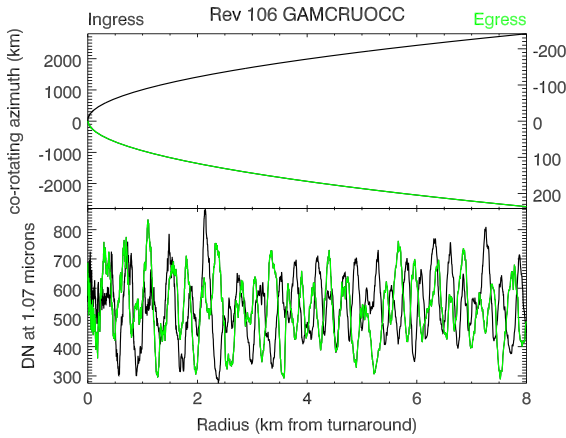 Rev 106 GAMCRUOCC
Ingress
Egress
co-rotating azimuth (km)
2000
1000
0
-1000
-2000
-200
-100
0
100
200
DN at 1.07 microns
800
700
600
500
400
300
0 2 4 6 8
Radius (km from turnaround)